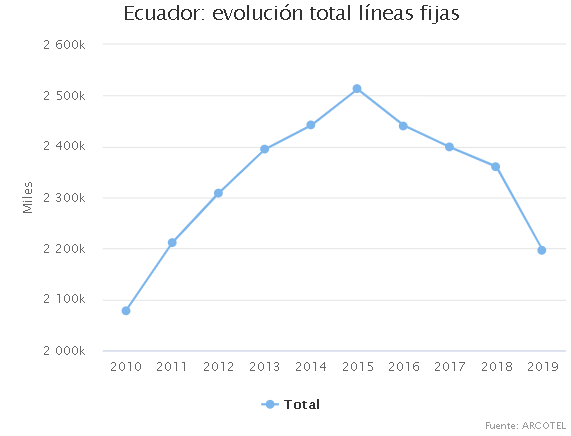 Ecuador: evolución total líneas fijas
2 600k
2 500k
2 400k
2 300k
2 200k
2 100k
2 000k
Miles
2010 2011 2012 2013 2014 2015 2016 2017 2018 2019
Total
Fuente: ARCOTEL